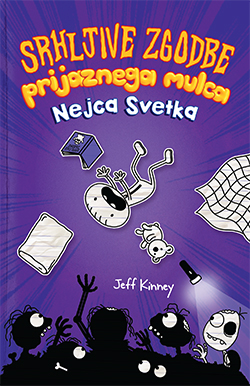 SRHLJIVE ZGODBE
prijaznega mulca
Nejca Svetka
Jeff Kinney